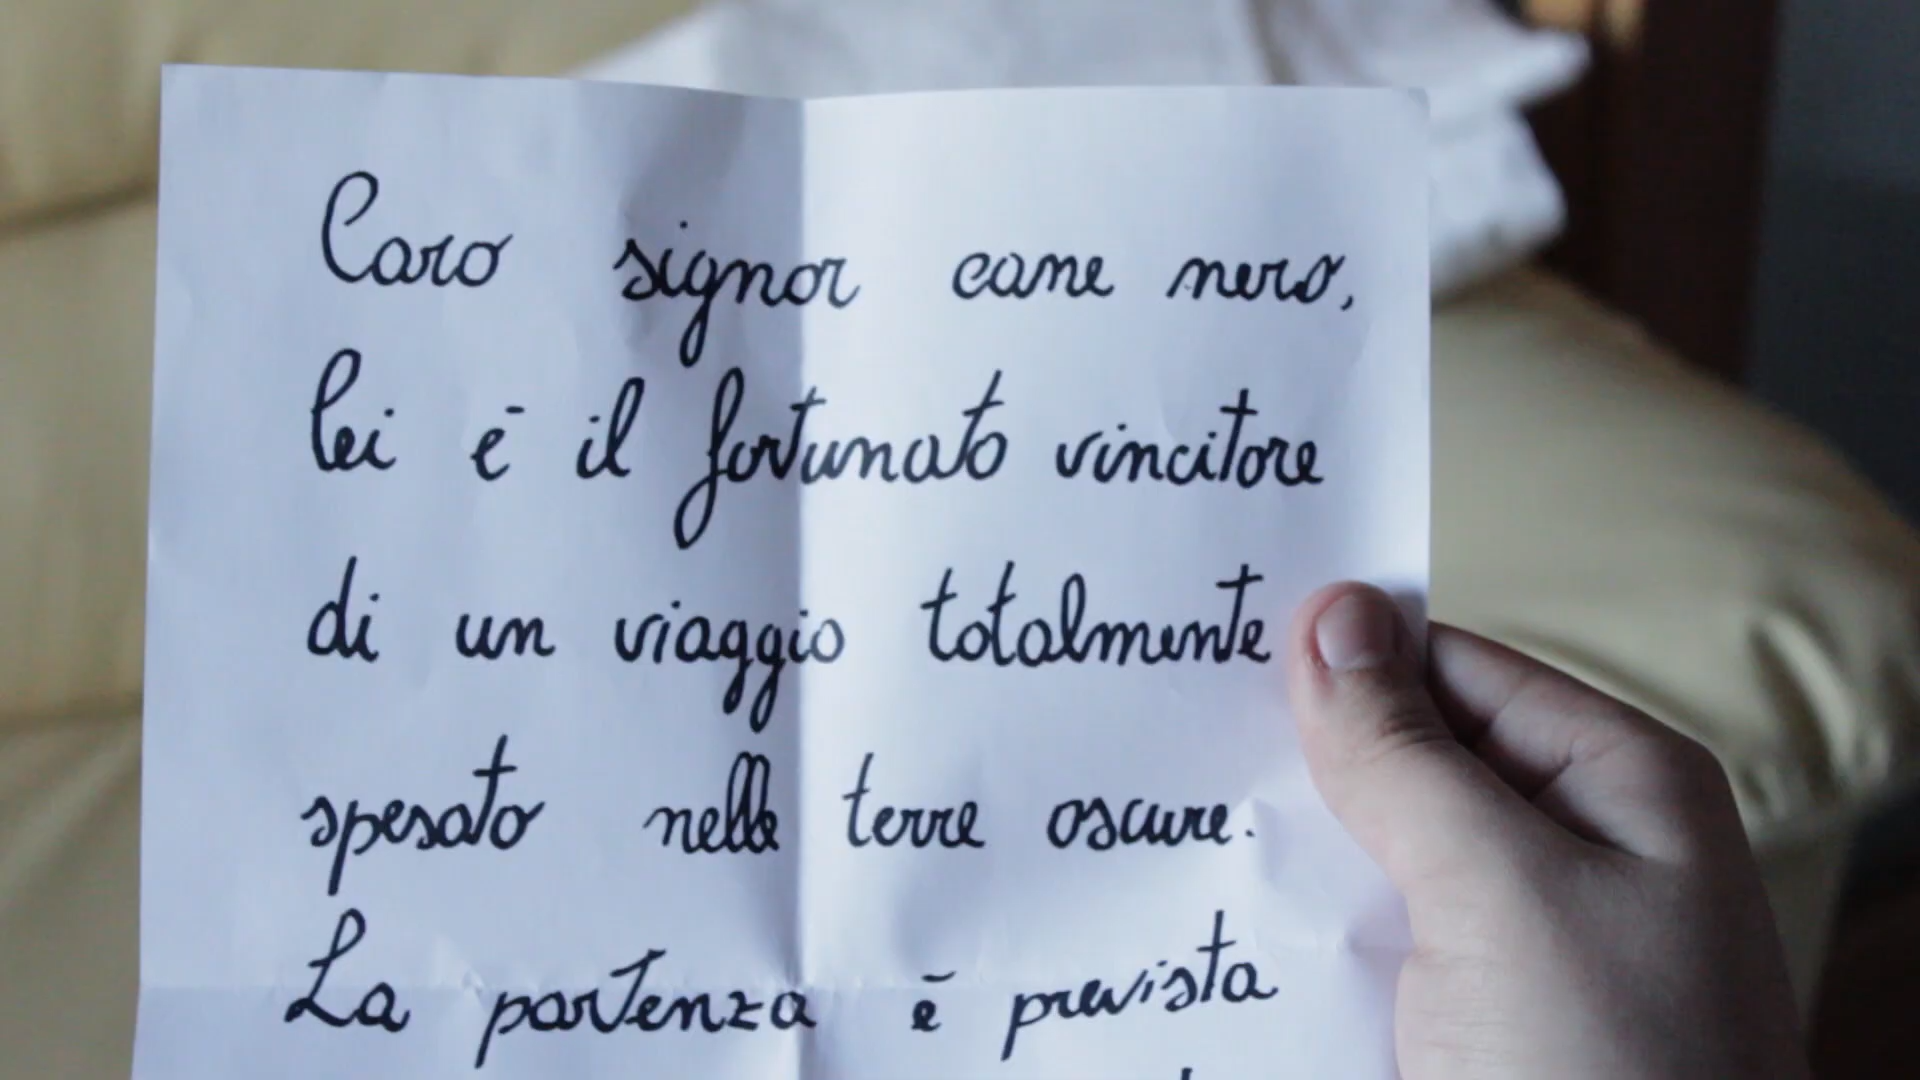 Caro signor cane nero,
lei è il fortunato vincitore
di un viaggio totalmente
spesato nelle terre oscure.
La partenza è prevista